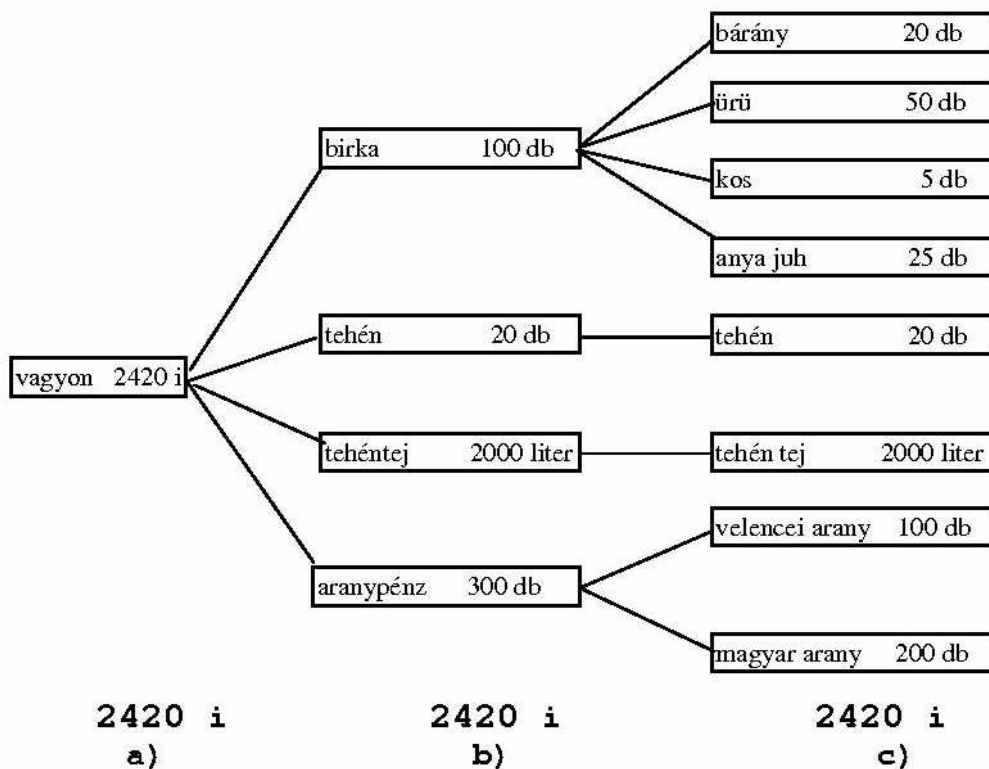 bárány 20 db
ürü 50 db
birka 100 db
kos 5 db
anya juh 25 db
tehén 20 db
tehén 20 db
vagyon 2420 i
tehéntej 2000 liter
tehén tej 2000 liter
velencei arany 100 db
aranypénz 300 db
magyar arany 200 db
2420 i
2420 i
2420 i
a)
b)
c)